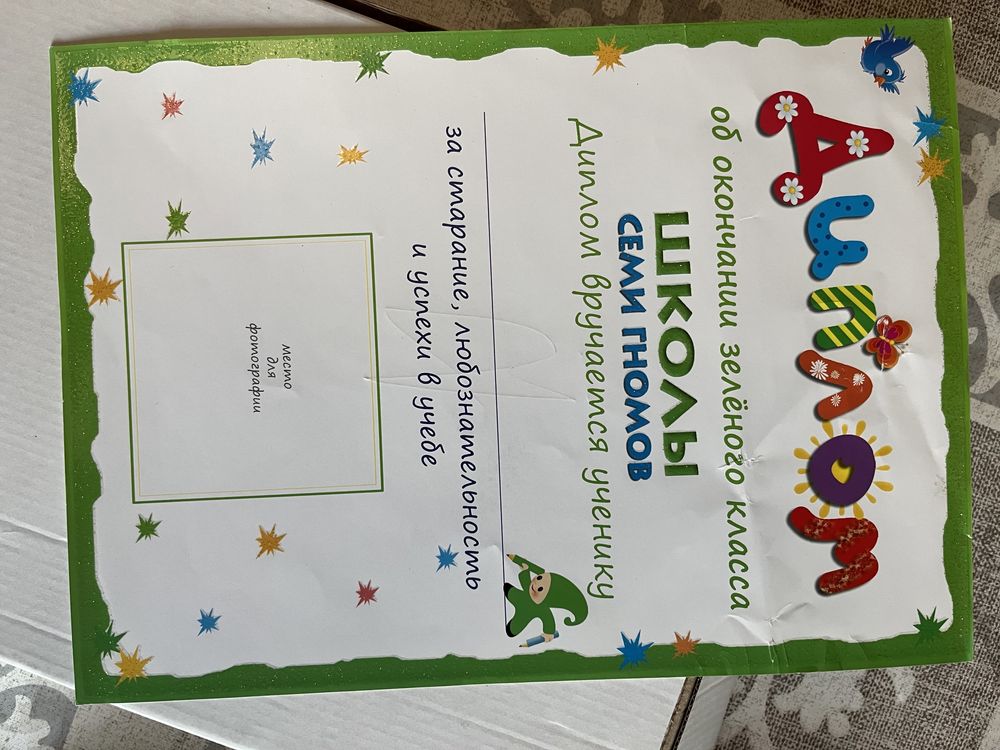 Диплом
об окончании зелёного класса
ШКОЛЫ
СЕМИ ГНОМОВ
Диплом вручается ученику
за старание, любознательность
и успехи в учебе
место
для
фотографии